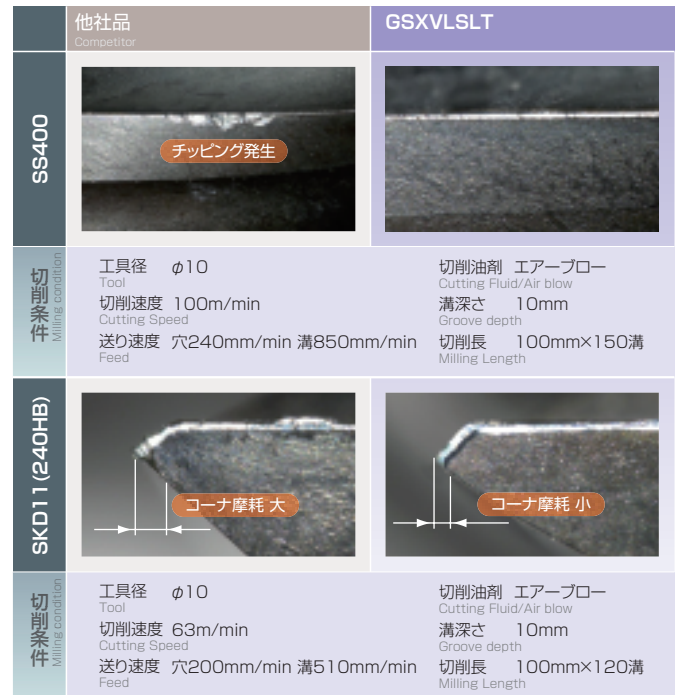 他社品
Competitor
GSXVLSLT
SS400
チッピング発生
切削条件
Milling condition
工具径 φ10
Tool
切削速度 100m/min
Cutting Speed
送り速度 穴240mm/min 溝850mm/min
Feed
切削油剤 エアーブロー
Cutting Fluid/Air blow
溝深さ 10mm
Groove depth
切削長 100mm×150溝
Milling Length
SKD11(240HB)
コーナ摩耗 大
コーナ摩耗 小
切削条件
Milling condition
工具径 φ10
Tool
切削速度 63m/min
Cutting Speed
送り速度 穴200mm/min 溝510mm/min
Feed
切削油剤 エアーブロー
Cutting Fluid/Air blow
溝深さ 10mm
Groove depth
切削長 100mm×120溝
Milling Length